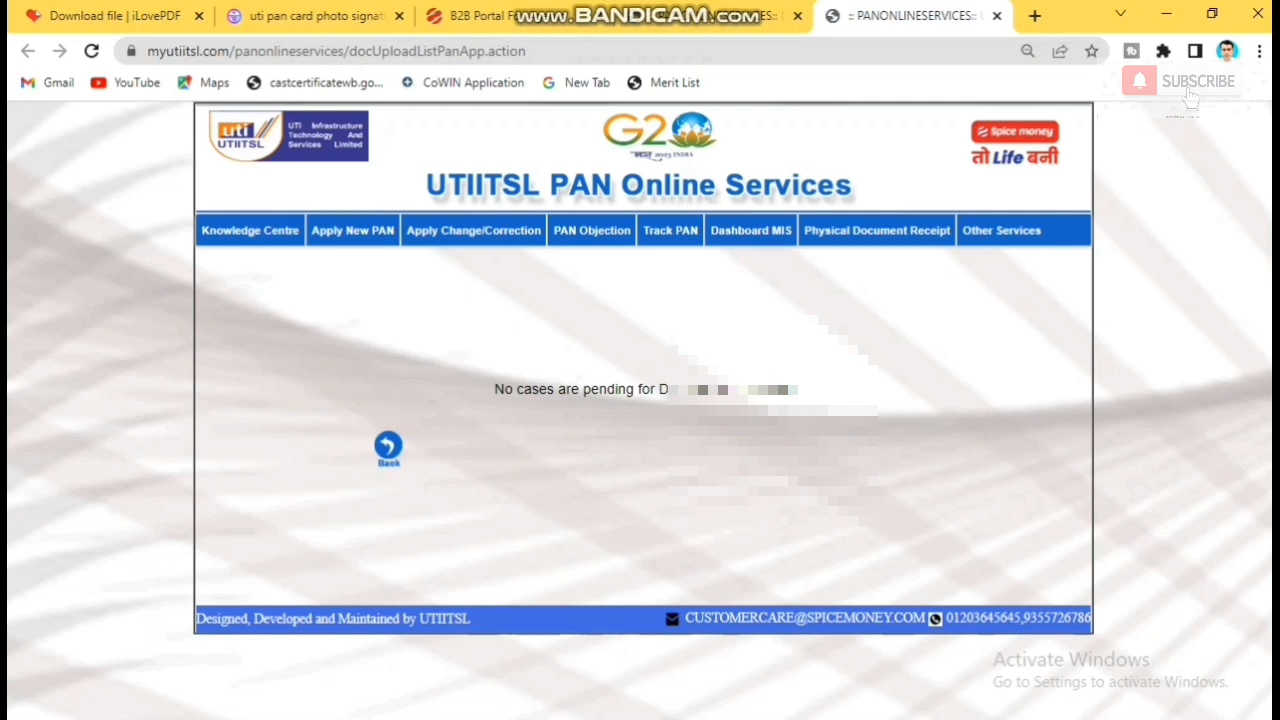 Download file | iLovePDF
uti pan card photo signat
B2B Portal Fo
www.BANDICAM.com
:: PANONLINESERVICES::
myutiitsl.com/panonlineservices/docUploadListPanApp.action
Gmail
YouTube
Maps
castcertificatewb.go...
CoWIN Application
New Tab
Merit List
SUBSCRIBE
uti
UTIITSL
UTI Infrastructure
Technology And
Services Limited
G20
INDIA
Spice money
तो Life बनी
UTIITSL PAN Online Services
Knowledge Centre
Apply New PAN
Apply Change/Correction
PAN Objection
Track PAN
Dashboard MIS
Physical Document Receipt
Other Services
No cases are pending for D
Back
Designed, Developed and Maintained by UTIITSL
CUSTOMERCARE@SPICEMONEY.COM
01203645645,9355726786
Activate Windows
Go to Settings to activate Windows.